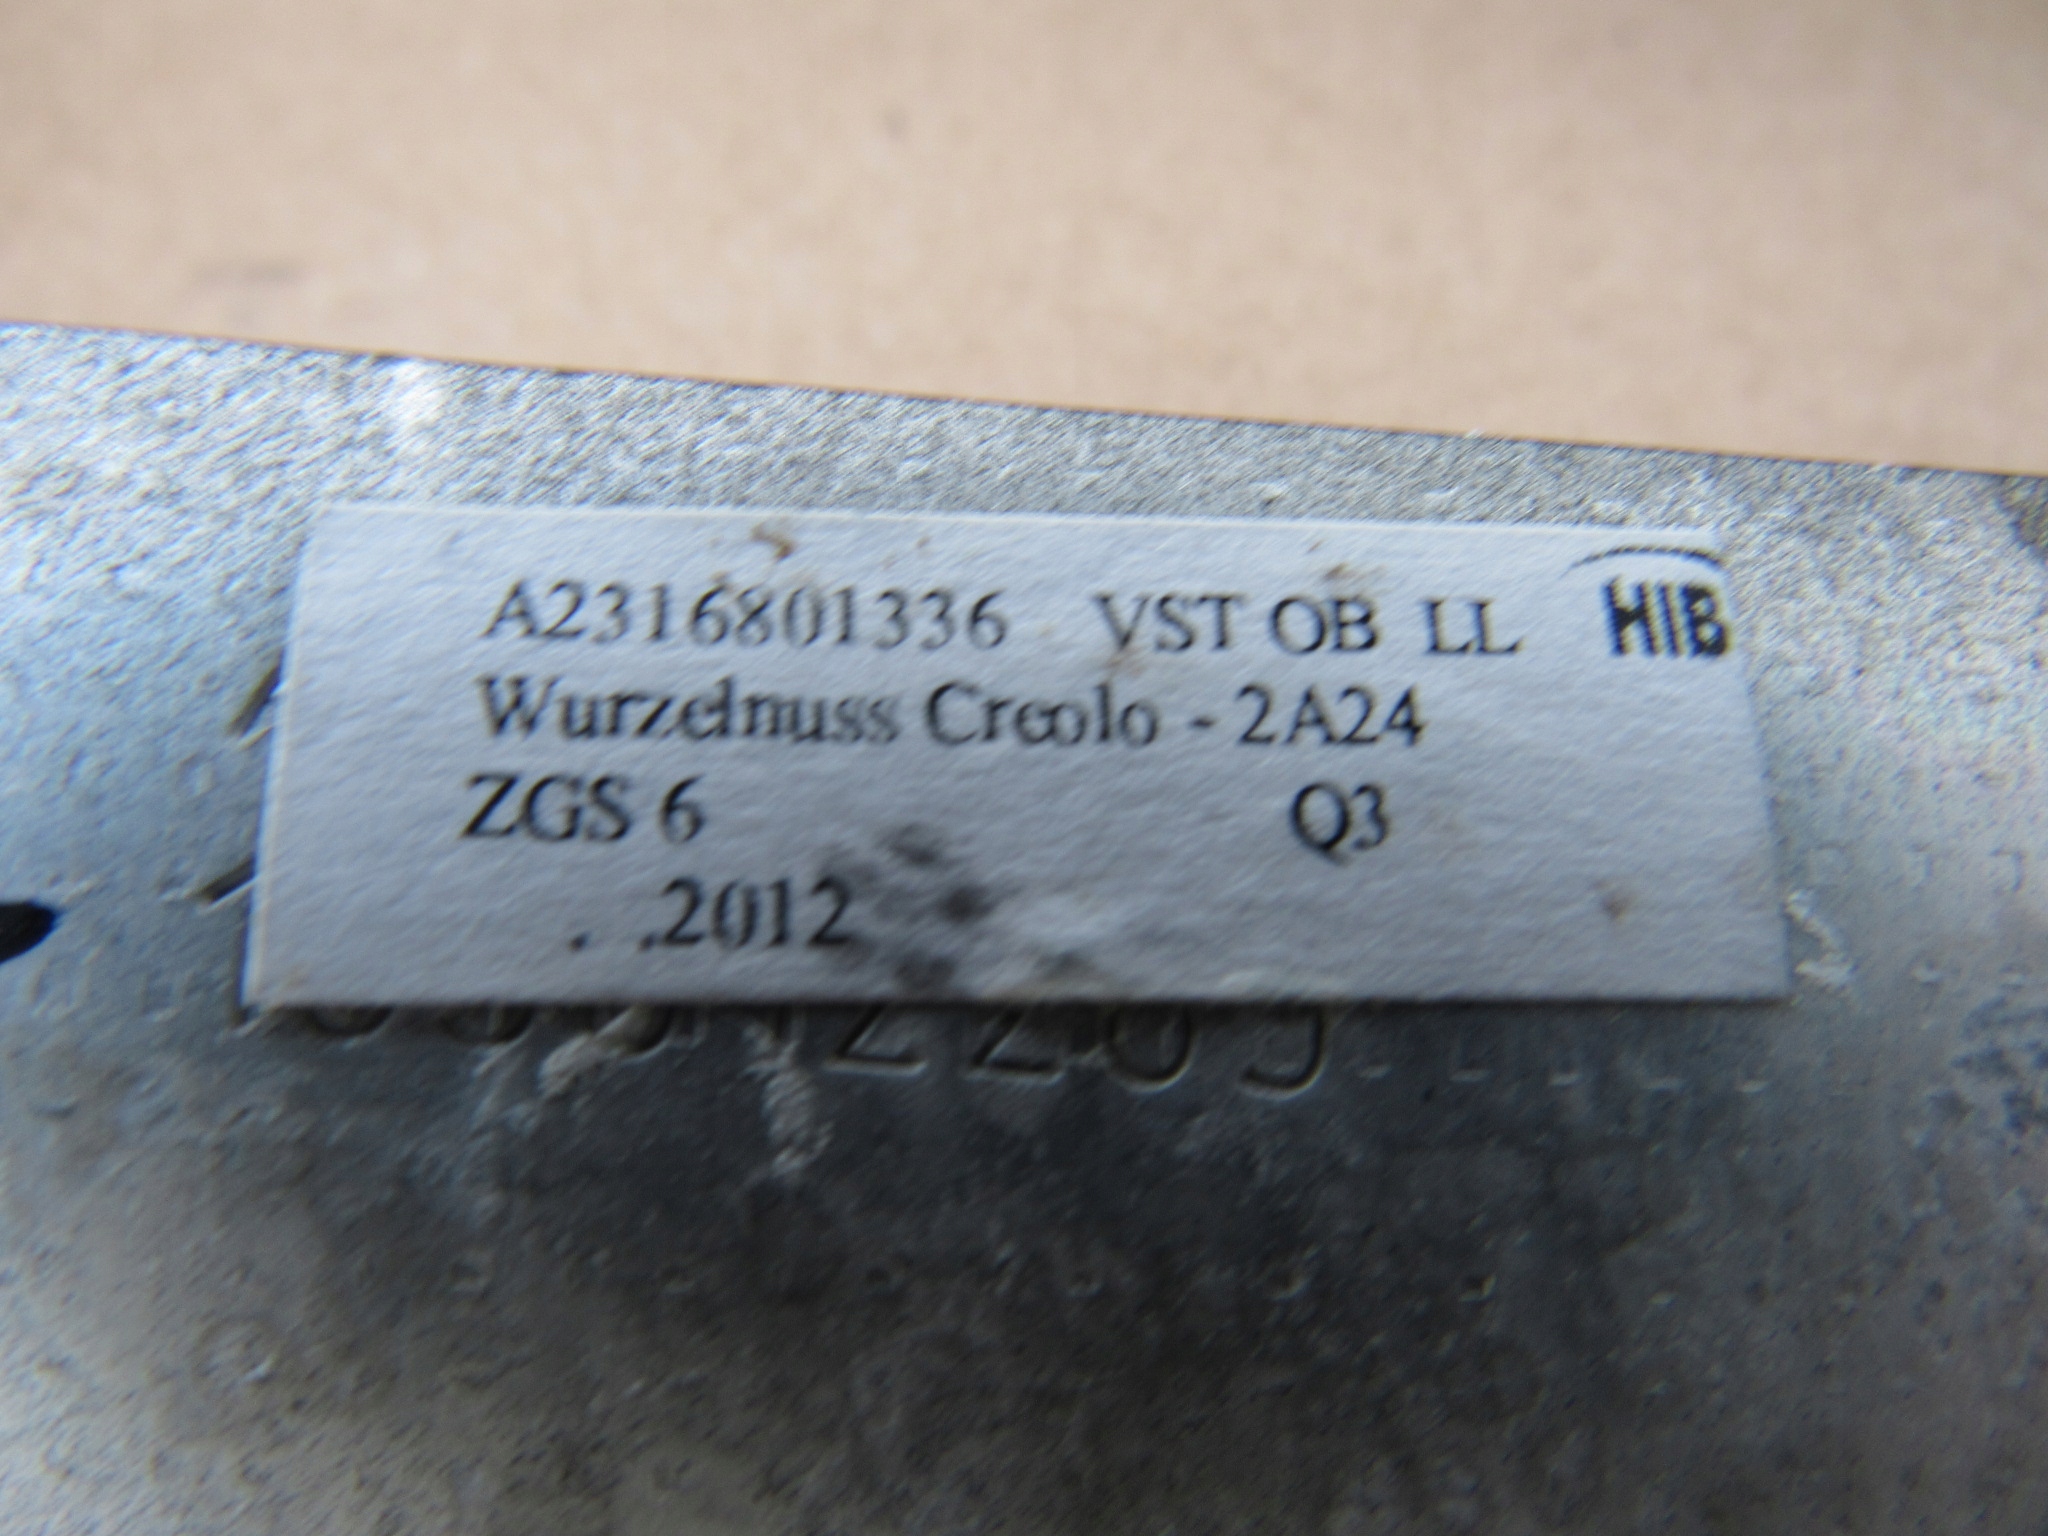 A2316801336 VST OB LL HIB
Wurzelnuss Creolo - 2A24
ZGS 6 Q3
. .2012